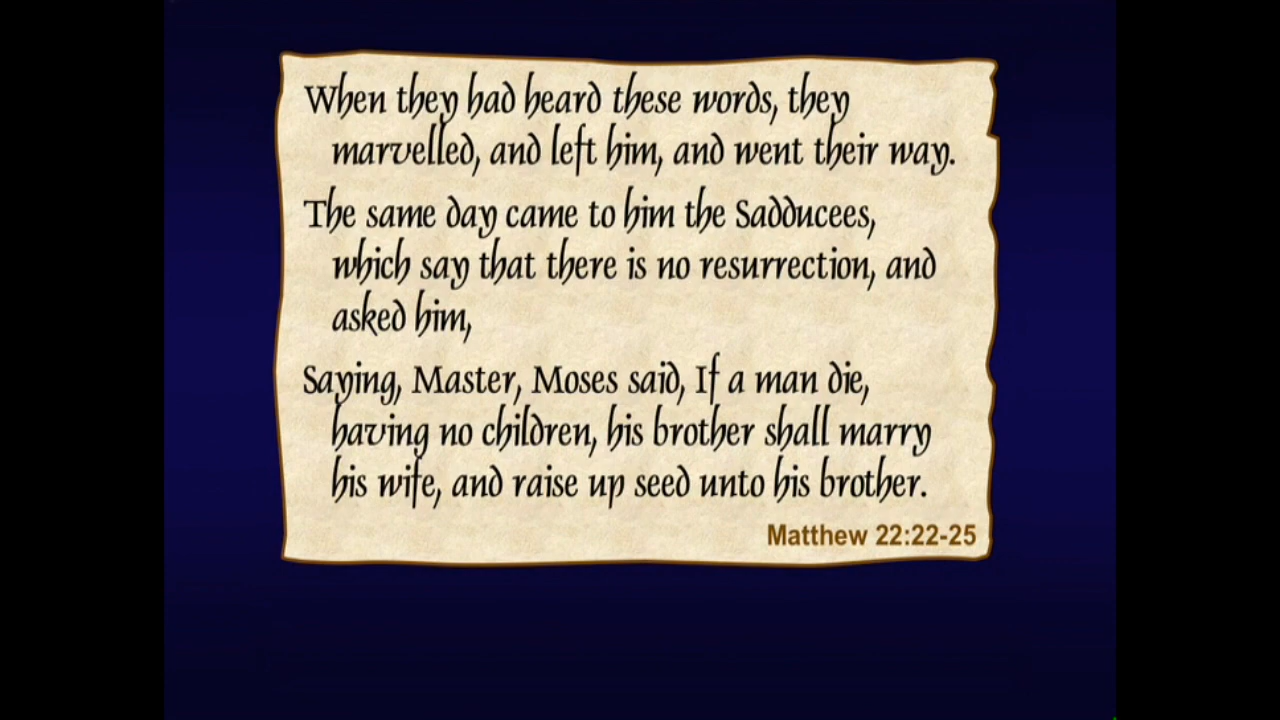 When they had heard these words, they
marvelled, and left him, and went their way.
The same day came to him the Sadducees,
which say that there is no resurrection, and
asked him,
Saying, Master, Moses said, If a man die,
having no children, his brother shall marry
his wife, and raise up seed unto his brother.
Matthew 22:22-25